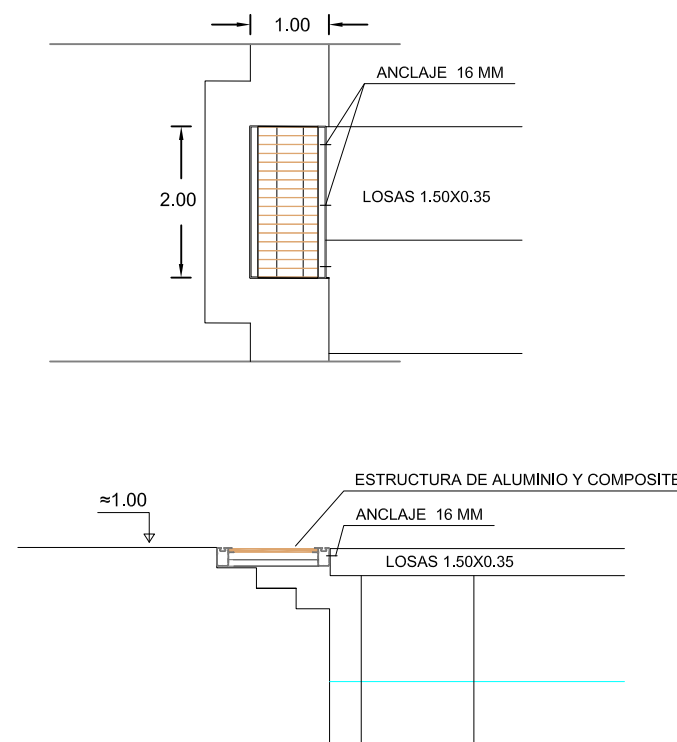 1.00
ANCLAJE 16 MM
2.00
LOSAS 1.50X0.35
ESTRUCTURA DE ALUMINIO Y COMPOSITE
≈1.00
ANCLAJE 16 MM
LOSAS 1.50X0.35